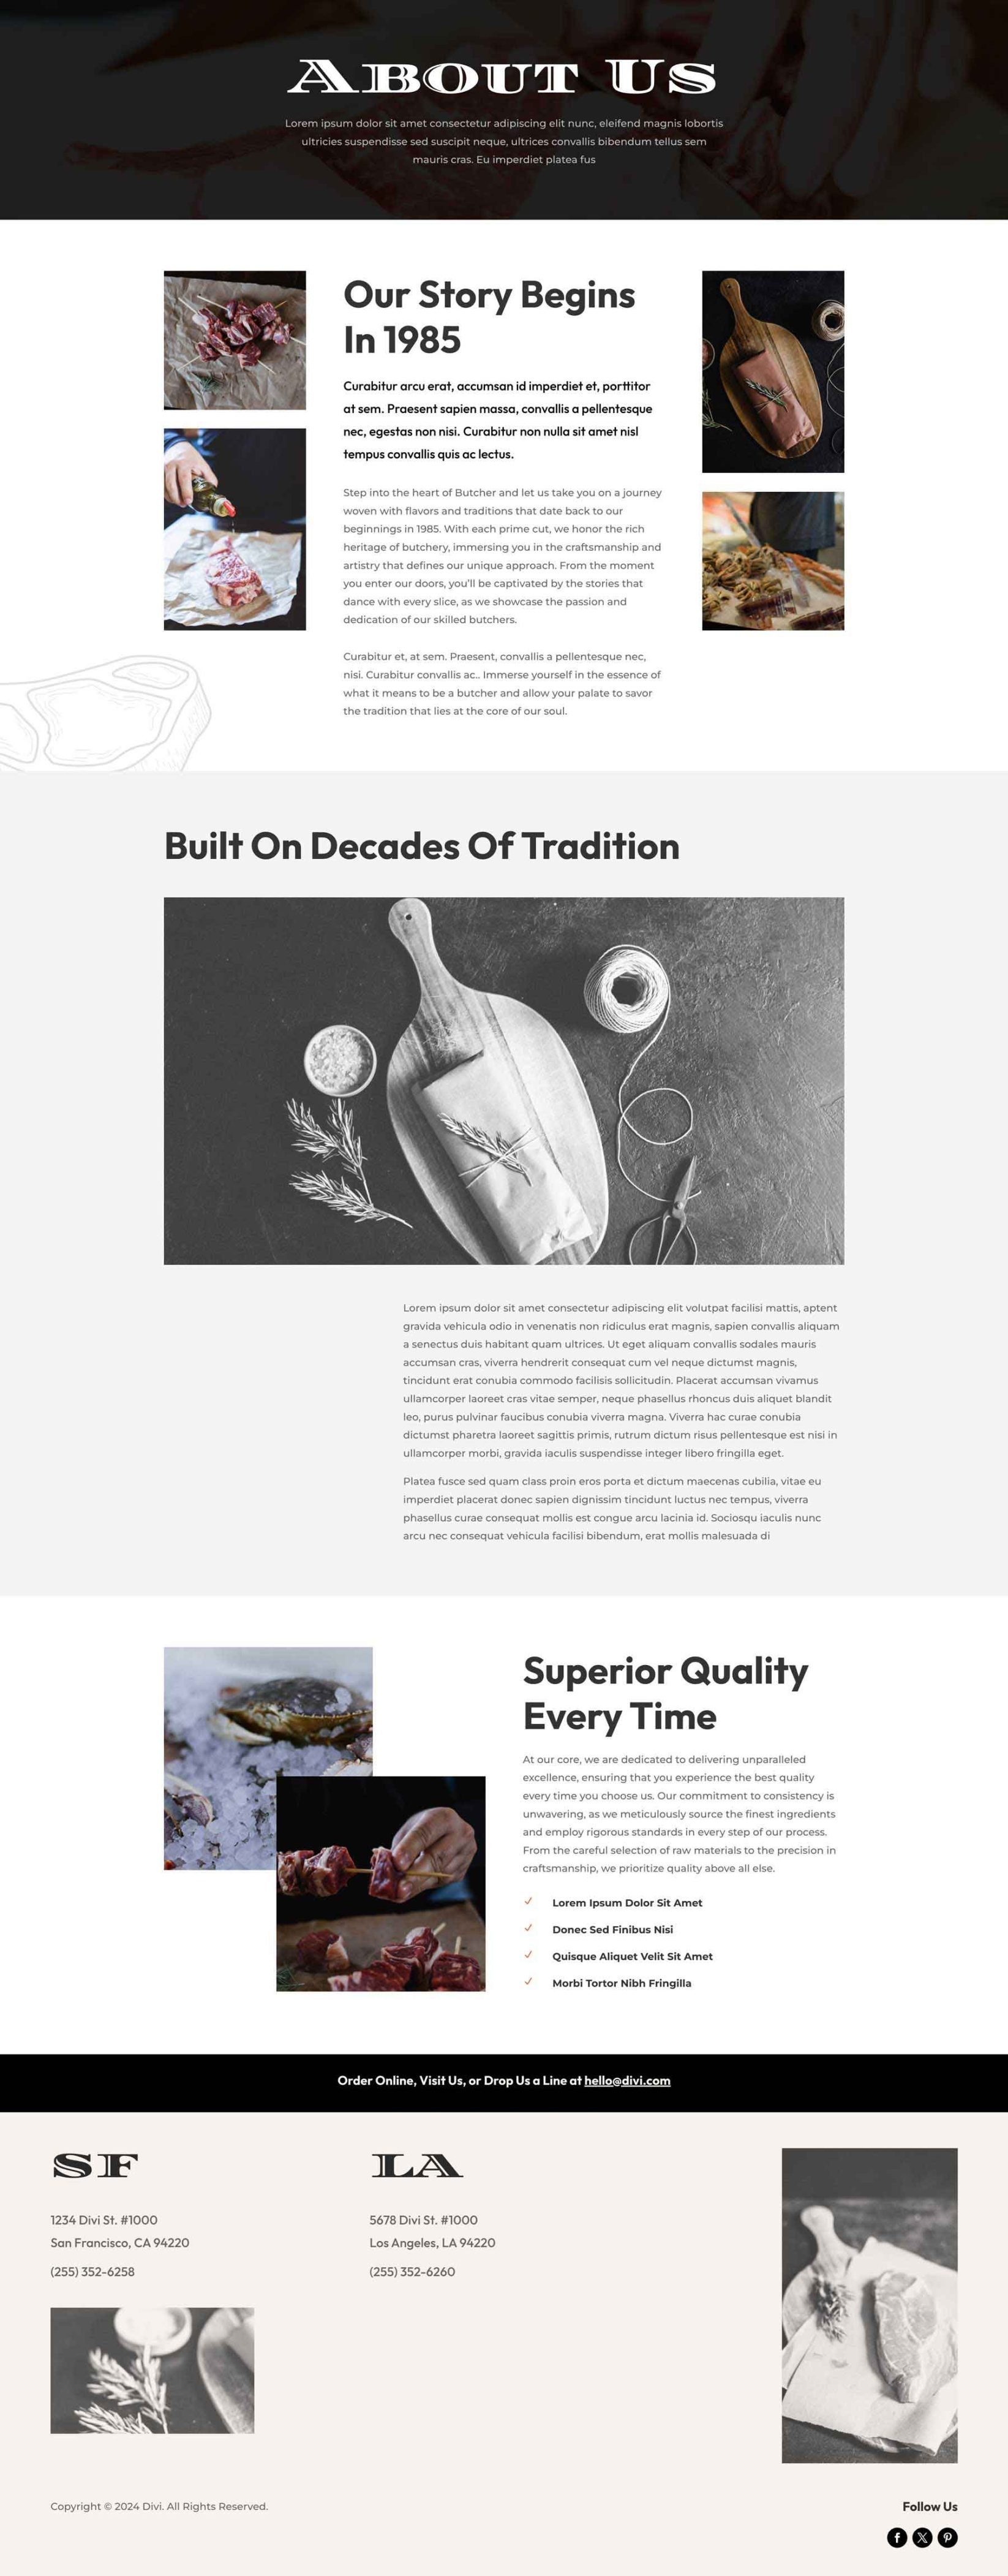 About Us
Lorem ipsum dolor sit amet consectetur adipiscing elit nunc, eleifend magnis lobortis
ultricies suspendisse sed suscipit neque, ultrices convallis bibendum tellus sem
mauris cras. Eu imperdiet platea fus
Our Story Begins
In 1985
Curabitur arcu erat, accumsan id imperdiet et, porttitor
at sem. Praesent sapien massa, convallis a pellentesque
nec, egestas non nisi. Curabitur non nulla sit amet nisl
tempus convallis quis ac lectus.
Step into the heart of Butcher and let us take you on a journey
woven with flavors and traditions that date back to our
beginnings in 1985. With each prime cut, we honor the rich
heritage of butchery, immersing you in the craftsmanship and
artistry that defines our unique approach. From the moment
you enter our doors, you’ll be captivated by the stories that
dance with every slice, as we showcase the passion and
dedication of our skilled butchers.
Curabitur et, at sem. Praesent, convallis a pellentesque nec,
nisi. Curabitur convallis ac.. Immerse yourself in the essence of
what it means to be a butcher and allow your palate to savor
the tradition that lies at the core of our soul.
Built On Decades Of Tradition
Lorem ipsum dolor sit amet consectetur adipiscing elit volutpat facilisi mattis, aptent
gravida vehicula odio in venenatis non ridiculus erat magnis, sapien convallis aliquam
a senectus duis habitant quam ultrices. Ut eget aliquam convallis sodales mauris
accumsan cras, viverra hendrerit consequat cum vel neque dictumst magnis,
tincidunt erat conubia commodo facilisis sollicitudin. Placerat accumsan vivamus
ullamcorper laoreet cras vitae semper, neque phasellus rhoncus duis aliquet blandit
leo, purus pulvinar faucibus conubia viverra magna. Viverra hac curae conubia
dictumst pharetra laoreet sagittis primis, rutrum dictum risus pellentesque est nisi in
ullamcorper morbi, gravida iaculis suspendisse integer libero fringilla eget.
Platea fusce sed quam class proin eros porta et dictum maecenas cubilia, vitae eu
imperdiet placerat donec sapien dignissim tincidunt luctus nec tempus, viverra
phasellus curae consequat mollis est congue arcu lacinia id. Sociosqu iaculis nunc
arcu nec consequat vehicula facilisi bibendum, erat mollis malesuada di
Superior Quality
Every Time
At our core, we are dedicated to delivering unparalleled
excellence, ensuring that you experience the best quality
every time you choose us. Our commitment to consistency is
unwavering, as we meticulously source the finest ingredients
and employ rigorous standards in every step of our process.
From the careful selection of raw materials to the precision in
craftsmanship, we prioritize quality above all else.
Lorem Ipsum Dolor Sit Amet
Donec Sed Finibus Nisi
Quisque Aliquet Velit Sit Amet
Morbi Tortor Nibh Fringilla
Order Online, Visit Us, or Drop Us a Line at hello@divi.com
SF
1234 Divi St. #1000
San Francisco, CA 94220
(255) 352-6258
LA
5678 Divi St. #1000
Los Angeles, LA 94220
(255) 352-6260
Copyright © 2024 Divi. All Rights Reserved.
Follow Us